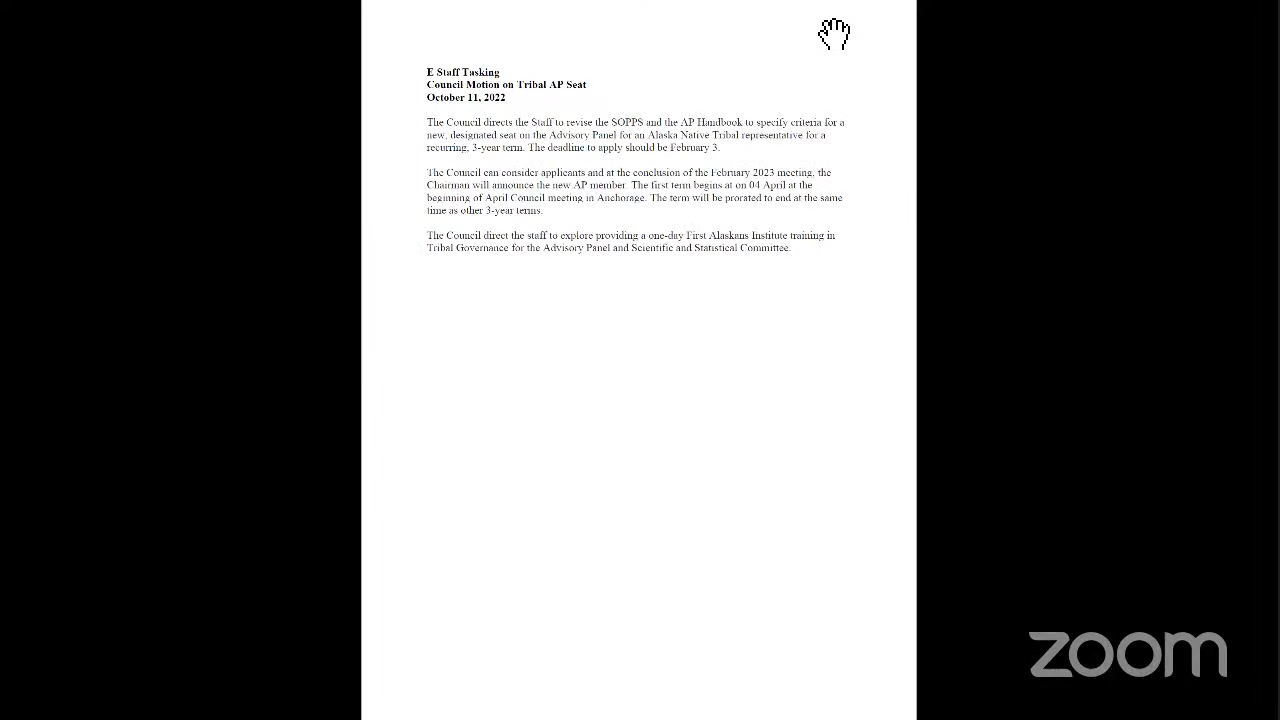 E Staff Tasking
Council Motion on Tribal AP Seat
October 11, 2022
The Council directs the Staff to revise the SOPPS and the AP Handbook to specify criteria for a
new, designated seat on the Advisory Panel for an Alaska Native Tribal representative for a
recurring, 3-year term. The deadline to apply should be February 3.
The Council can consider applicants and at the conclusion of the February 2023 meeting, the
Chairman will announce the new AP member. The first term begins at on 04 April at the
beginning of April Council meeting in Anchorage. The term will be prorated to end at the same
time as other 3-year terms.
The Council direct the staff to explore providing a one-day First Alaskans Institute training in
Tribal Governance for the Advisory Panel and Scientific and Statistical Committee.
zoom